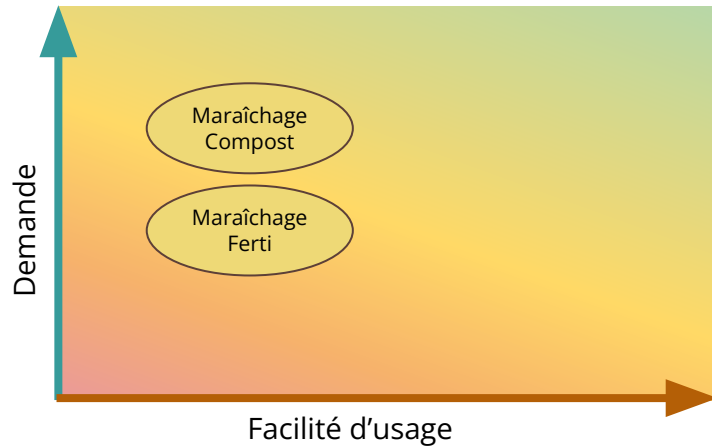 Maraîchage
Compost
Maraîchage
Ferti
Demande
Facilité d’usage